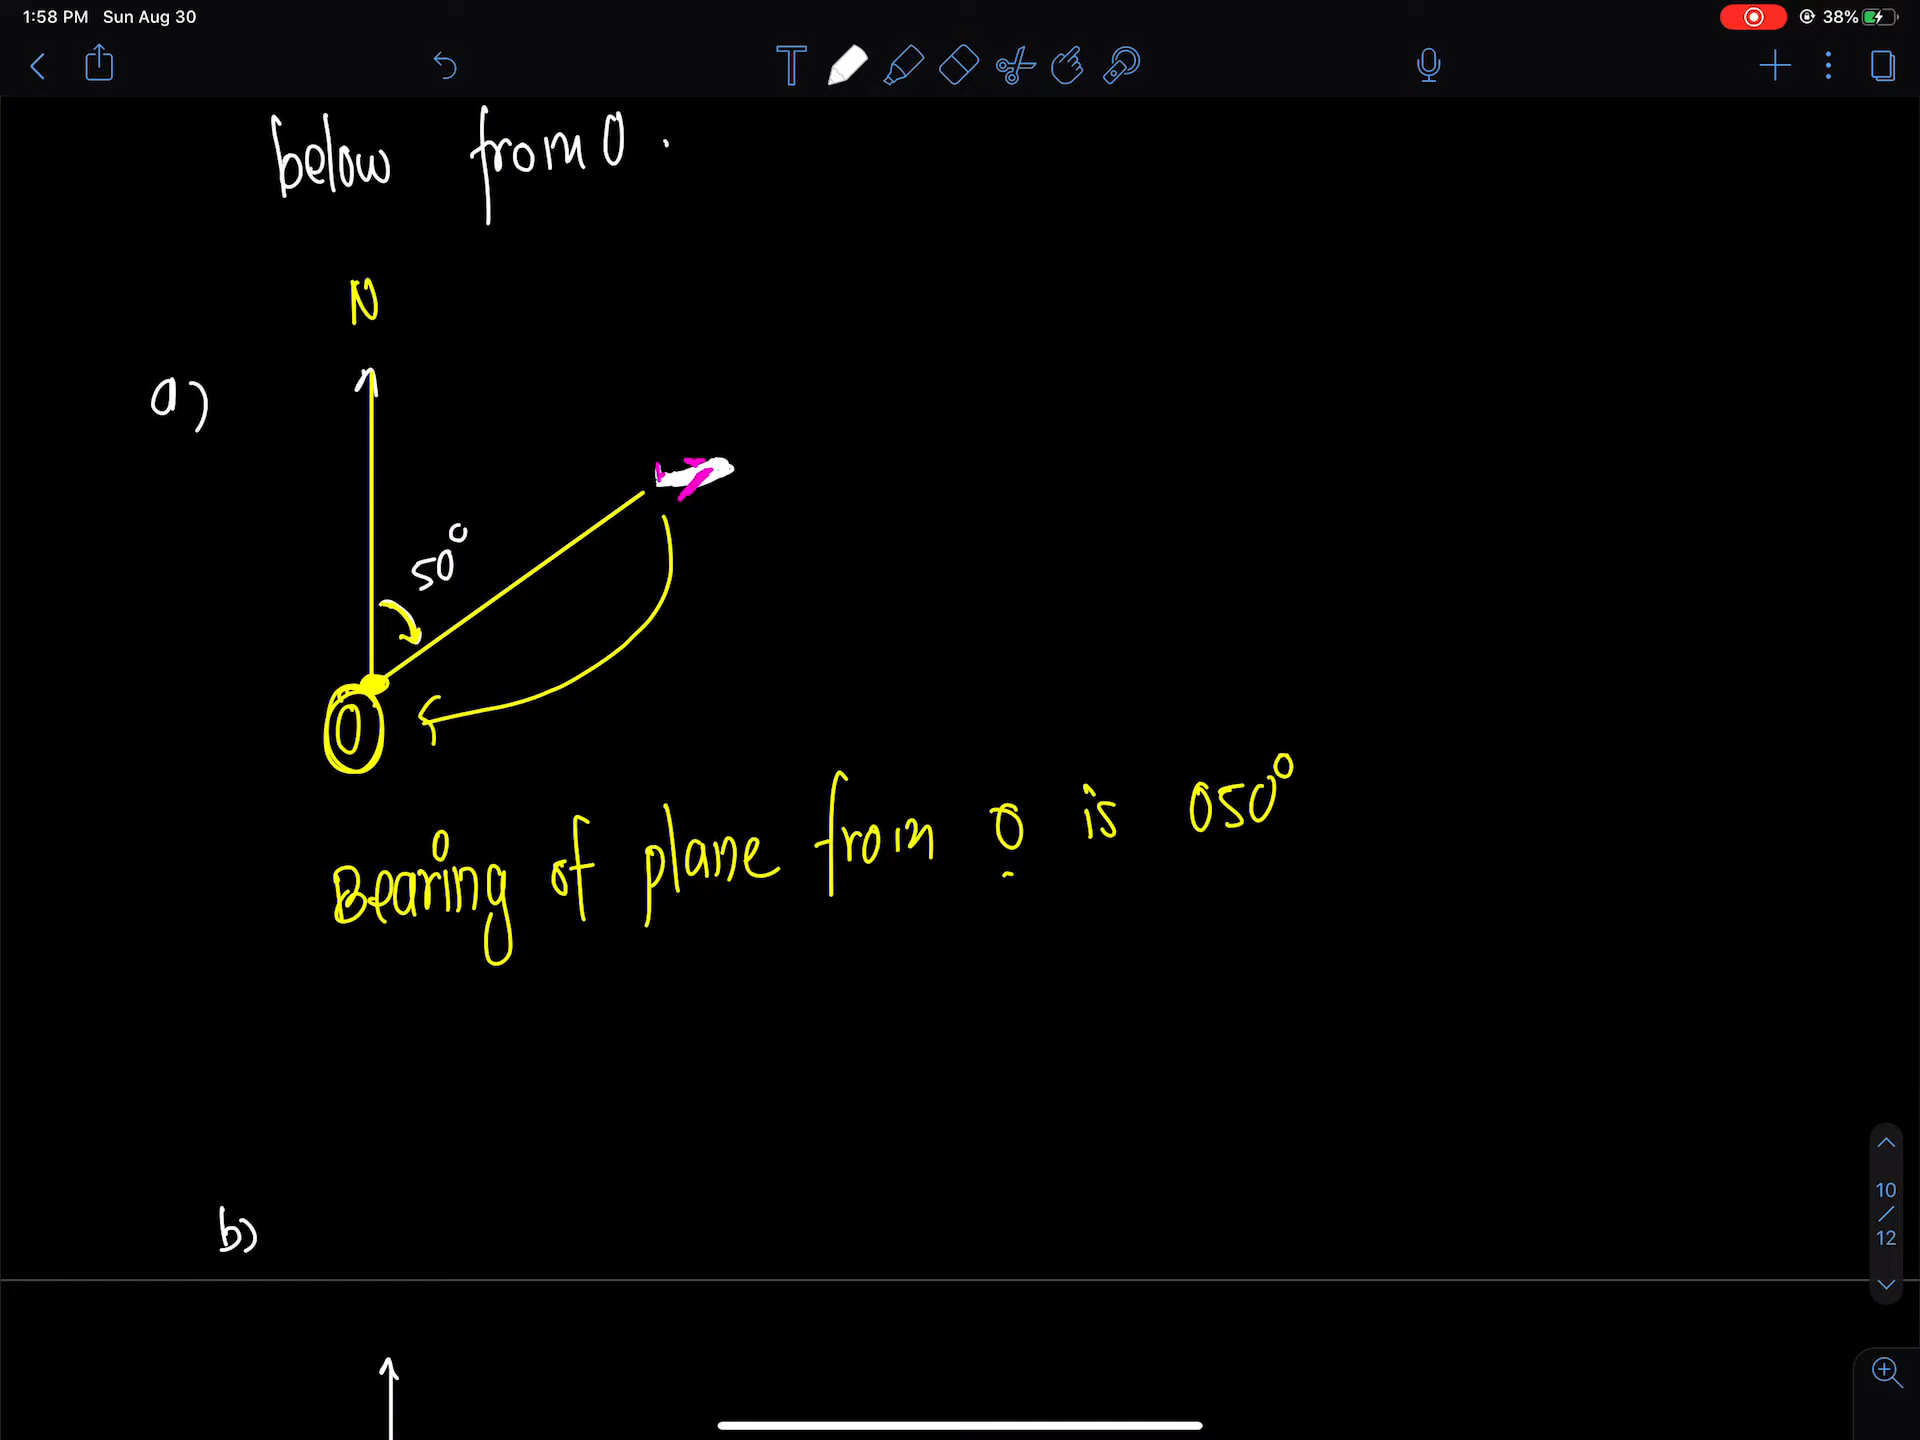 1:58 PM Sun Aug 30
38%
T
below from O.
N
a)
50°
O
Bearing of plane from O is 050°
10
/
12
b)